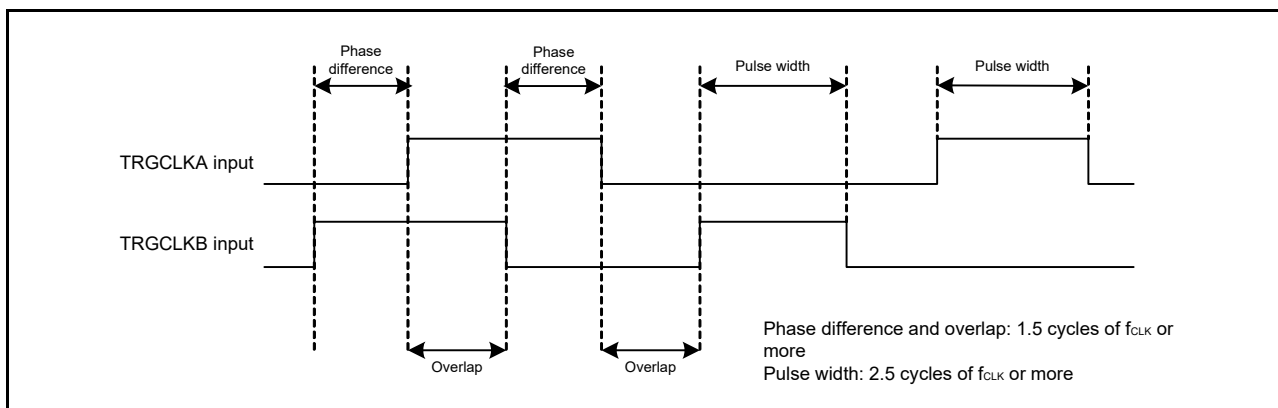 Phase
difference
Phase
difference
Pulse width
Pulse width
TRGCLKA input
TRGCLKB input
Overlap
Overlap
Phase difference and overlap: 1.5 cycles of fCLK or
more
Pulse width: 2.5 cycles of fCLK or more